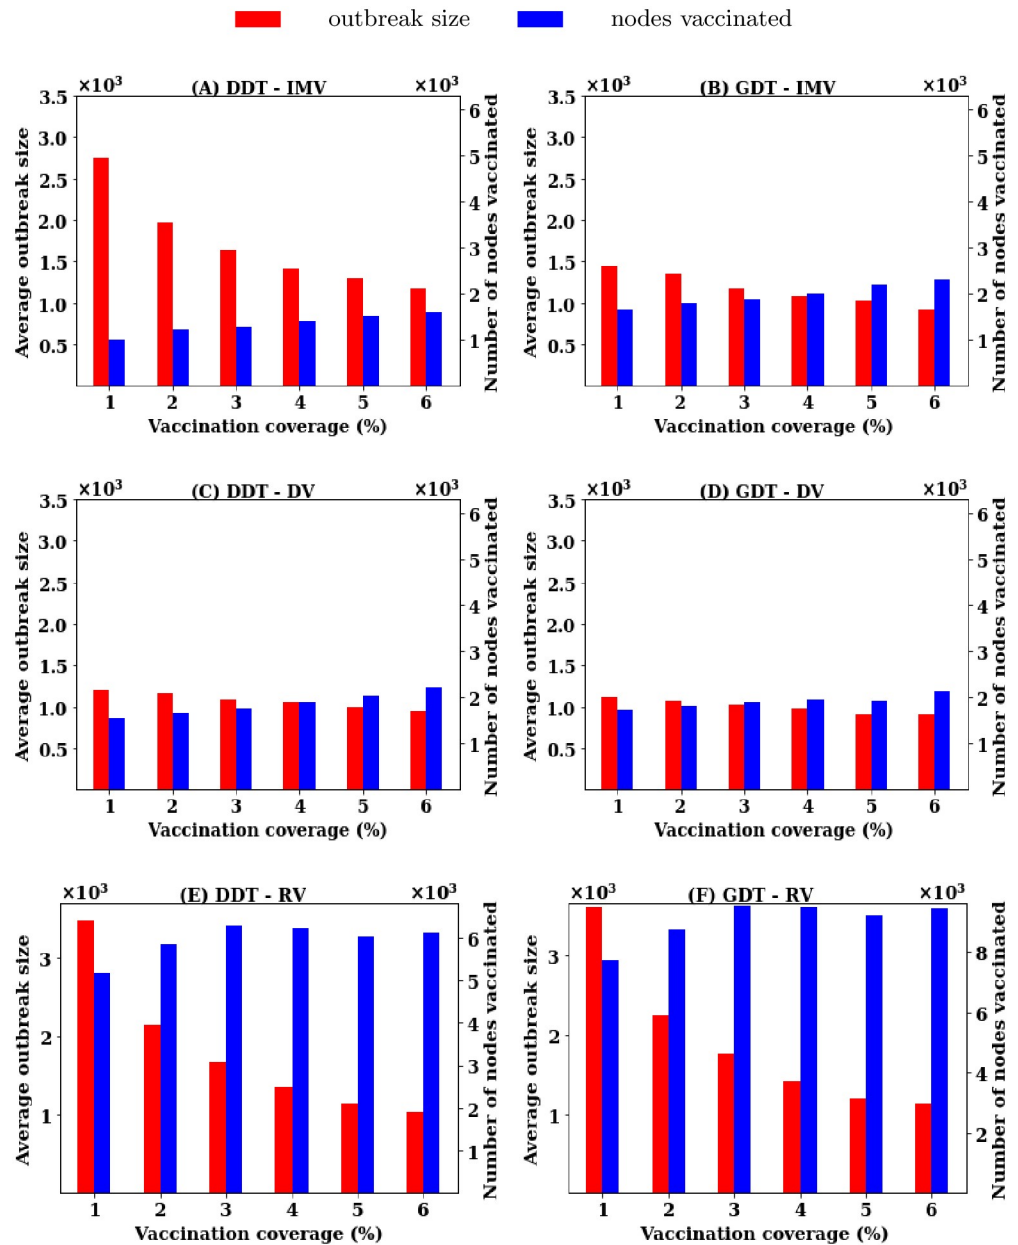 outbreak size nodes vaccinated
×10³ (A) DDT - IMV ×10³
Average outbreak size
3.5
3.0
2.5
2.0
1.5
1.0
0.5
Number of nodes vaccinated
6
5
4
3
2
1
1 2 3 4 5 6
Vaccination coverage (%)
×10³ (B) GDT - IMV ×10³
Average outbreak size
3.5
3.0
2.5
2.0
1.5
1.0
0.5
Number of nodes vaccinated
6
5
4
3
2
1
1 2 3 4 5 6
Vaccination coverage (%)
×10³ (C) DDT - DV ×10³
Average outbreak size
3.5
3.0
2.5
2.0
1.5
1.0
0.5
Number of nodes vaccinated
6
5
4
3
2
1
1 2 3 4 5 6
Vaccination coverage (%)
×10³ (D) GDT - DV ×10³
Average outbreak size
3.5
3.0
2.5
2.0
1.5
1.0
0.5
Number of nodes vaccinated
6
5
4
3
2
1
1 2 3 4 5 6
Vaccination coverage (%)
×10³ (E) DDT - RV ×10³
Average outbreak size
3
2
1
Number of nodes vaccinated
6
5
4
3
2
1
1 2 3 4 5 6
Vaccination coverage (%)
×10³ (F) GDT - RV ×10³
Average outbreak size
3
2
1
Number of nodes vaccinated
8
6
4
2
1 2 3 4 5 6
Vaccination coverage (%)